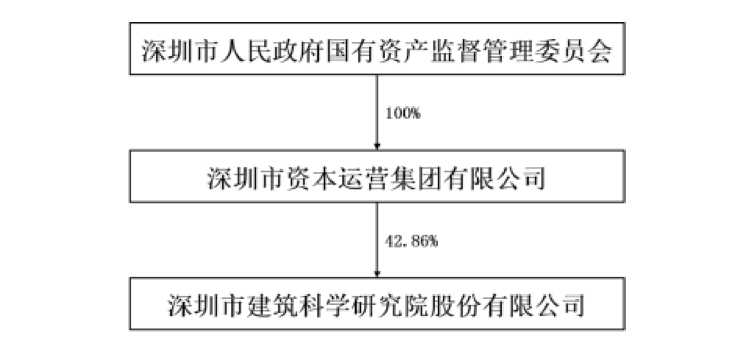 深圳市人民政府国有资产监督管理委员会
100%
深圳市资本运营集团有限公司
42.86%
深圳市建筑科学研究院股份有限公司